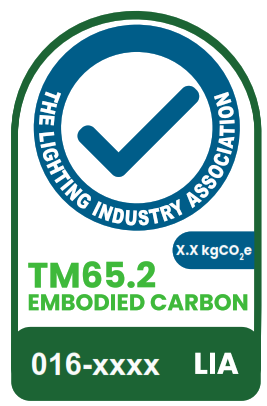 THE LIGHTING INDUSTRY ASSOCIATION
X.X kgCO₂e
TM65.2
EMBODIED CARBON
016-xxxx LIA